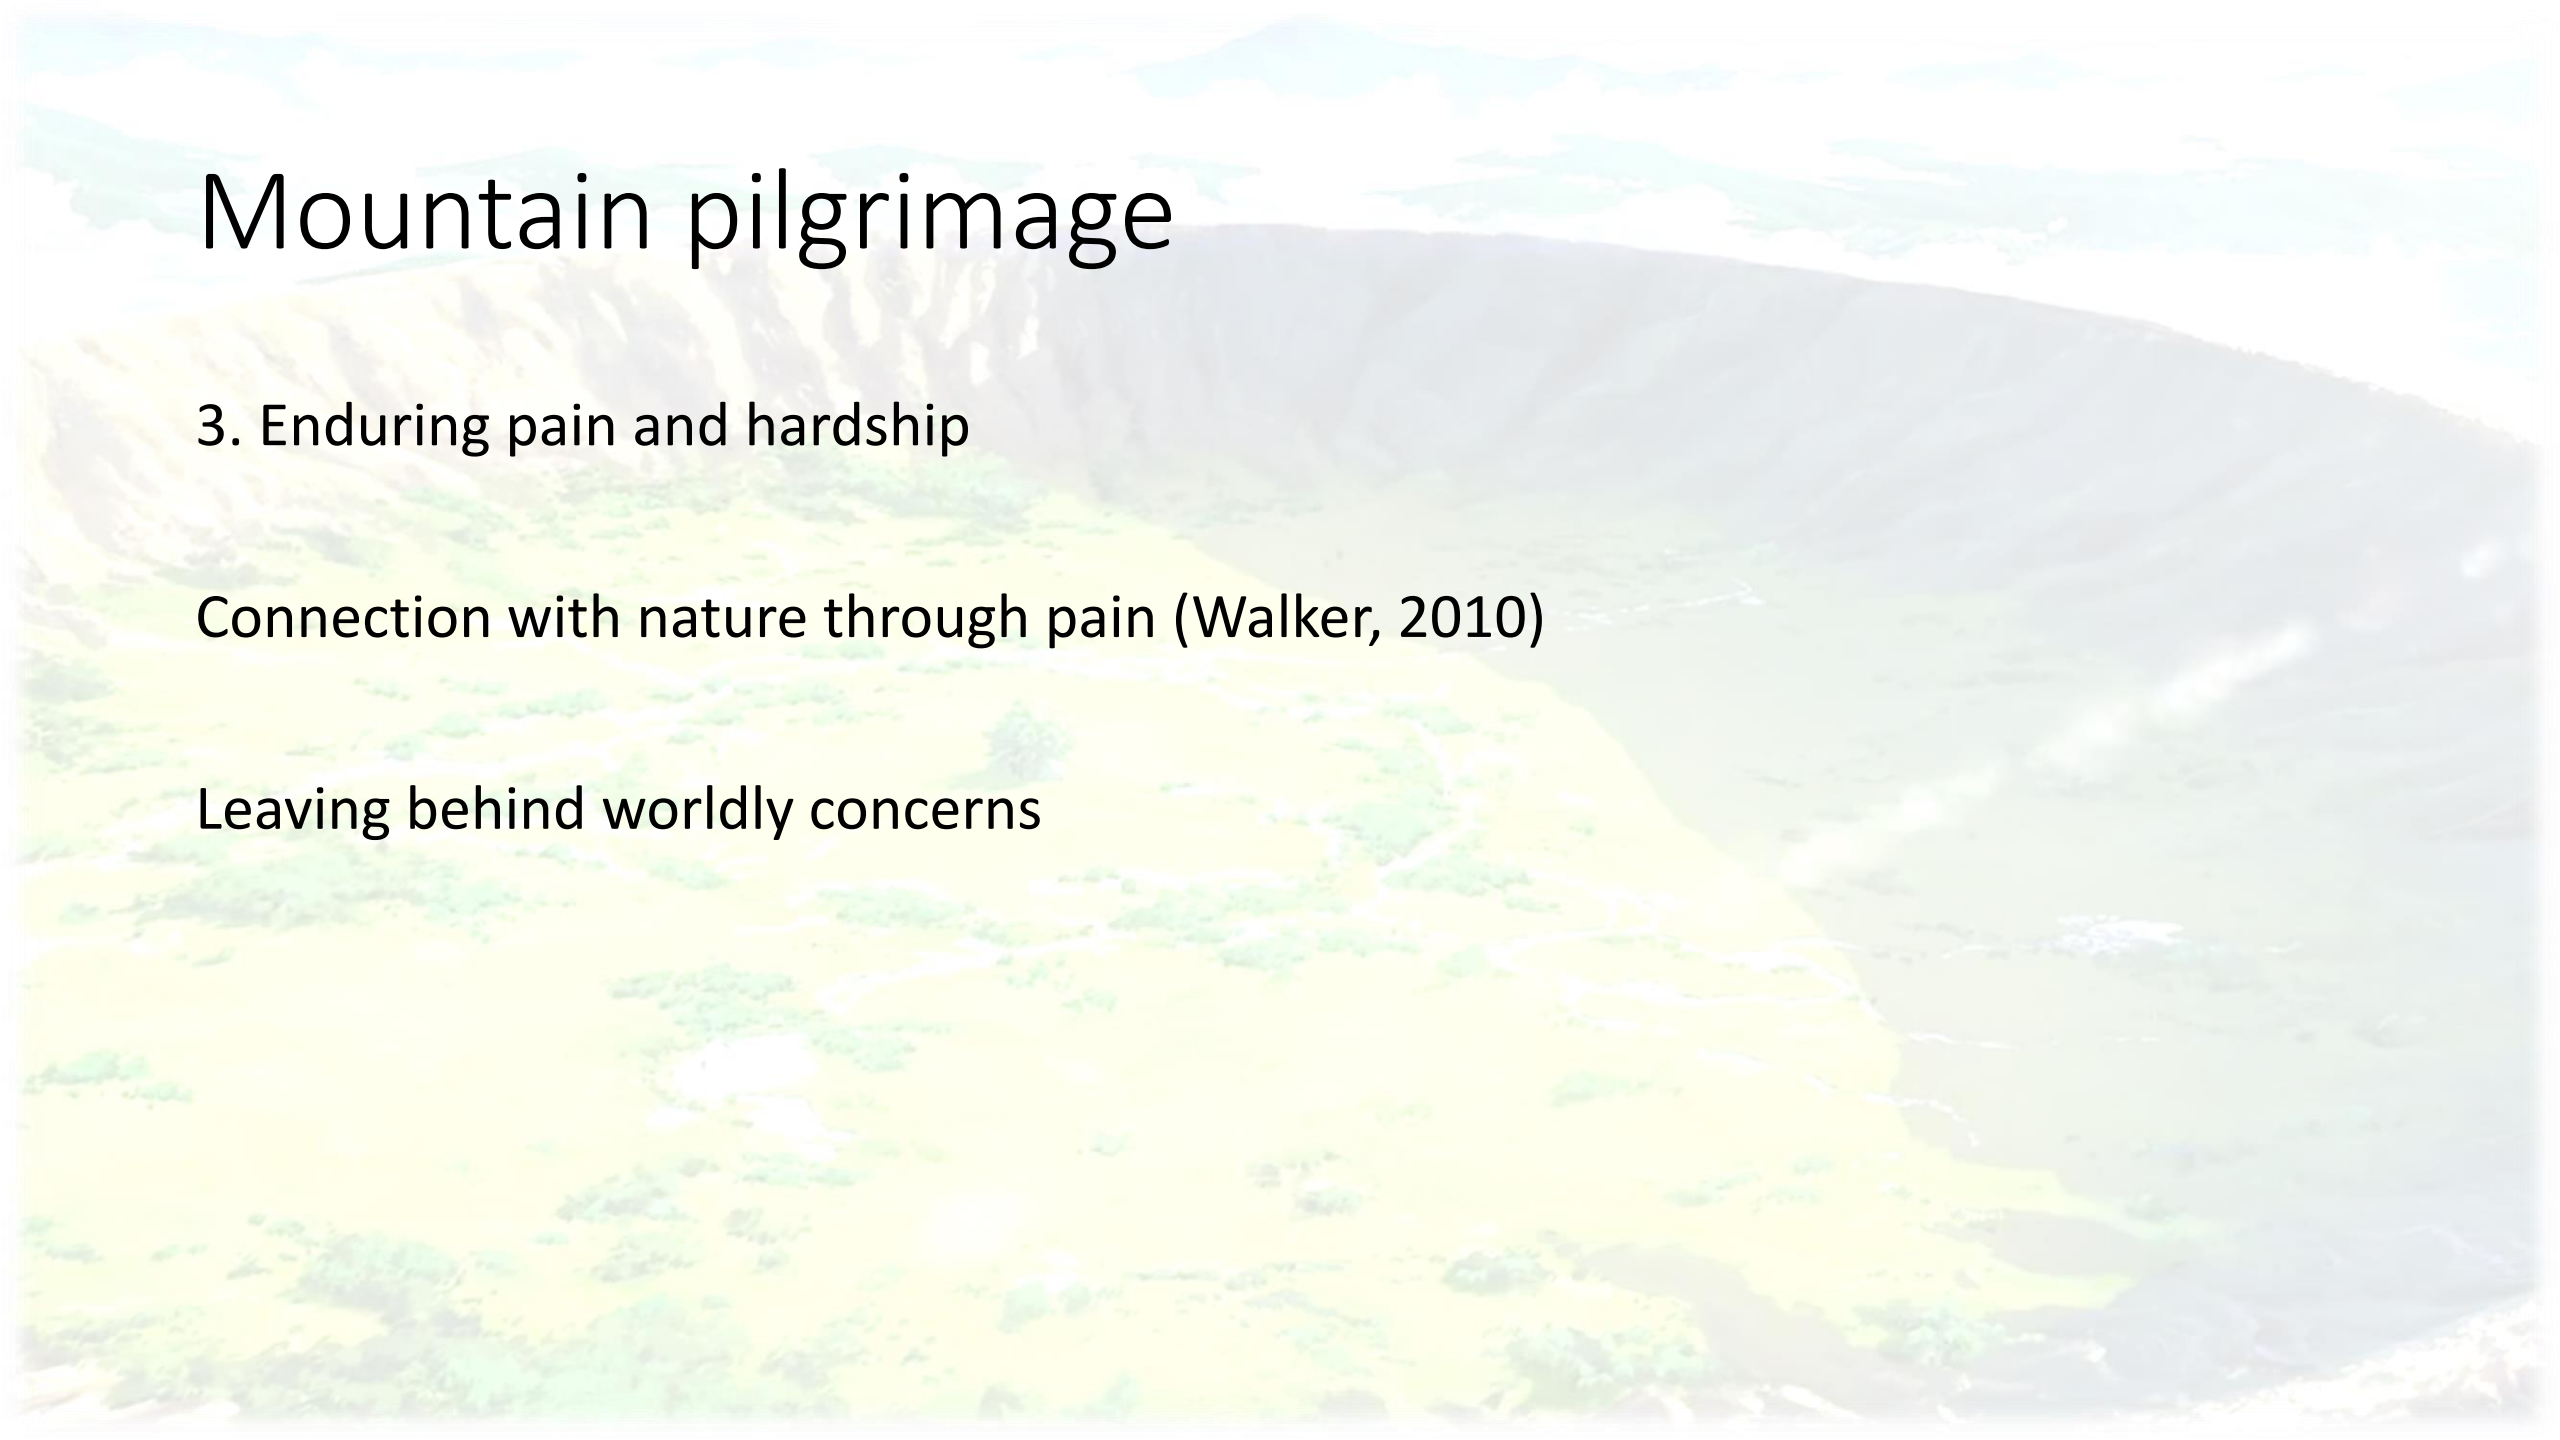 Mountain pilgrimage
3. Enduring pain and hardship
Connection with nature through pain (Walker, 2010)
Leaving behind worldly concerns